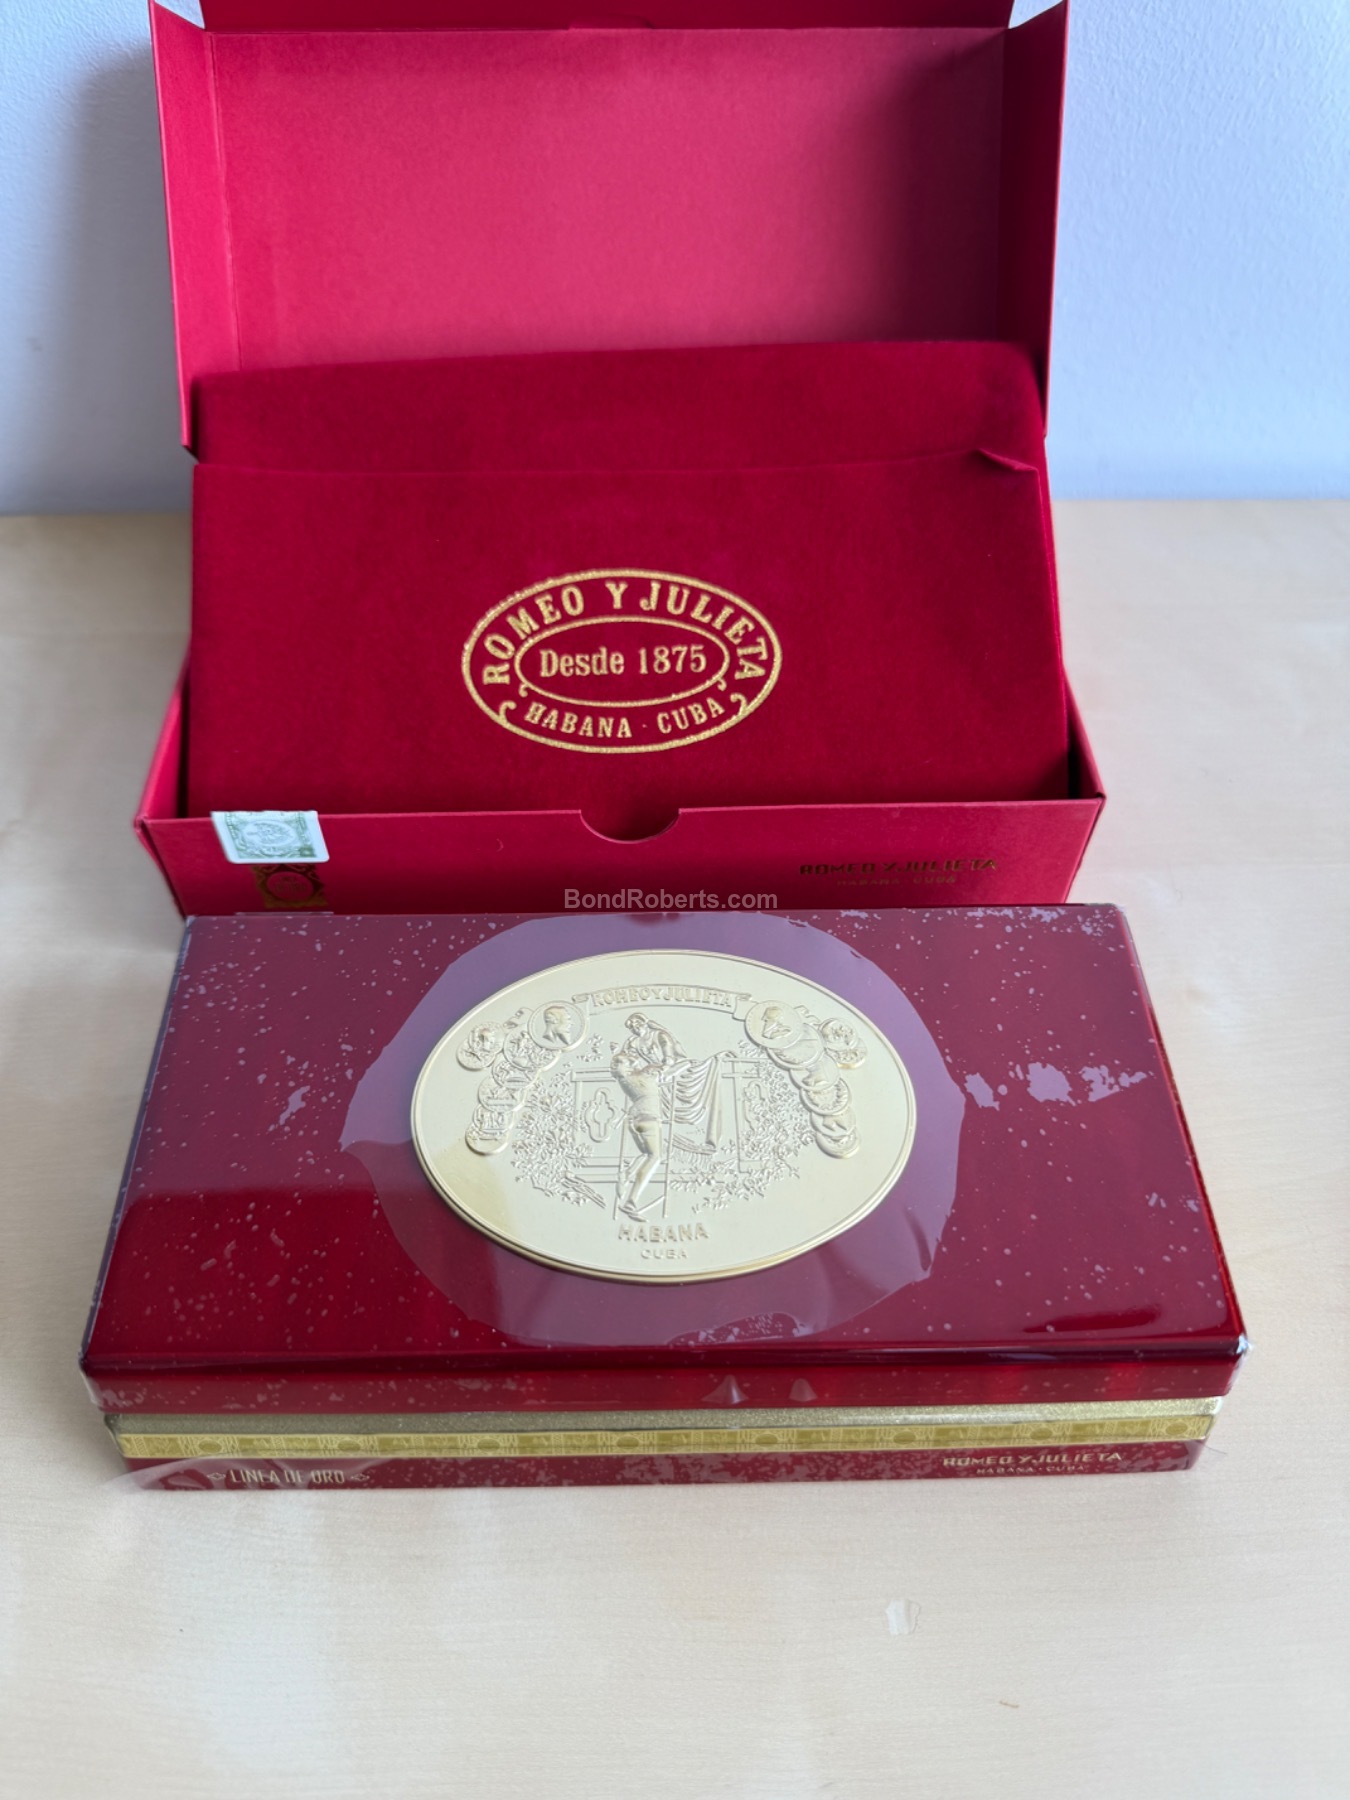 ROMEO Y JULIETA
Desde 1875
HABANA · CUBA
ROMEO Y JULIETA
HABANA · CUBA
BondRoberts.com
ROMEO Y JULIETA
HABANA
CUBA
LÍNEA DE ORO
ROMEO Y JULIETA
HABANA · CUBA